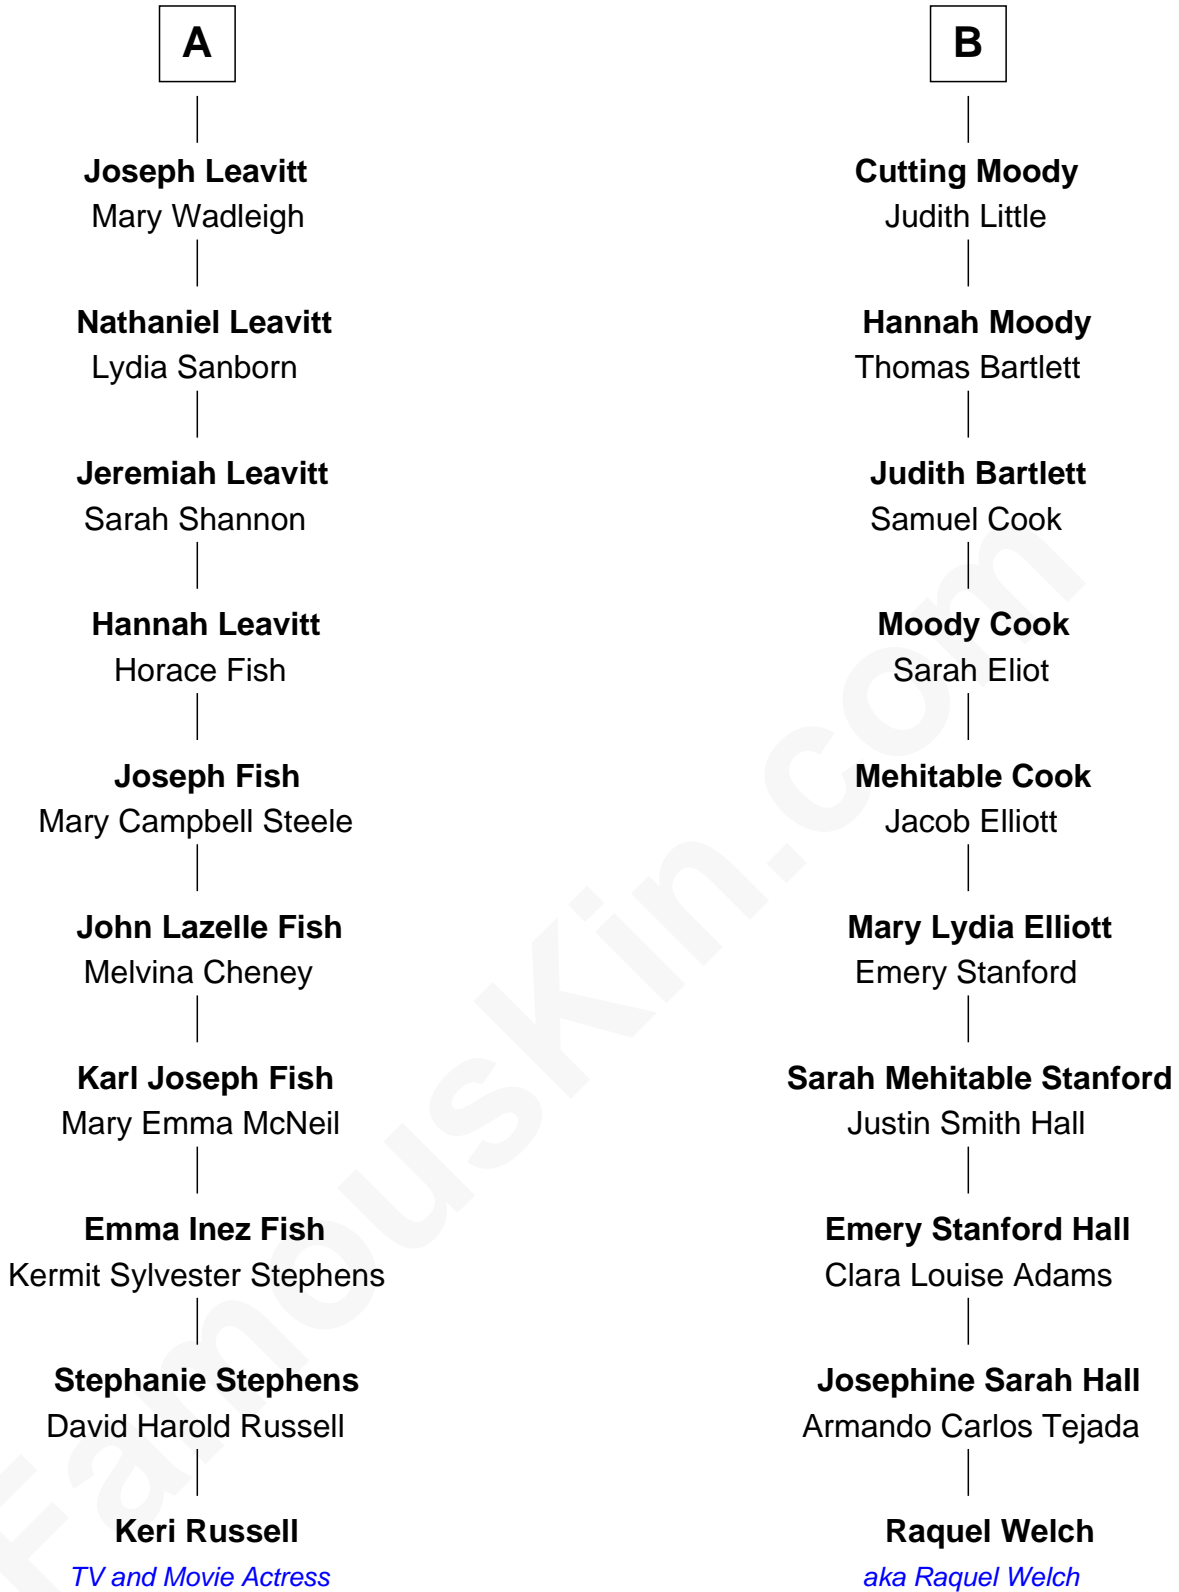 A
Joseph Leavitt
Mary Wadleigh
Nathaniel Leavitt
Lydia Sanborn
Jeremiah Leavitt
Sarah Shannon
Hannah Leavitt
Horace Fish
Joseph Fish
Mary Campbell Steele
John Lazelle Fish
Melvina Cheney
Karl Joseph Fish
Mary Emma McNeil
Emma Inez Fish
Kermit Sylvester Stephens
Stephanie Stephens
David Harold Russell
Keri Russell
TV and Movie Actress
B
Cutting Moody
Judith Little
Hannah Moody
Thomas Bartlett
Judith Bartlett
Samuel Cook
Moody Cook
Sarah Eliot
Mehitable Cook
Jacob Elliott
Mary Lydia Elliott
Emery Stanford
Sarah Mehitable Stanford
Justin Smith Hall
Emery Stanford Hall
Clara Louise Adams
Josephine Sarah Hall
Armando Carlos Tejada
Raquel Welch
aka Raquel Welch
FamousKin.com